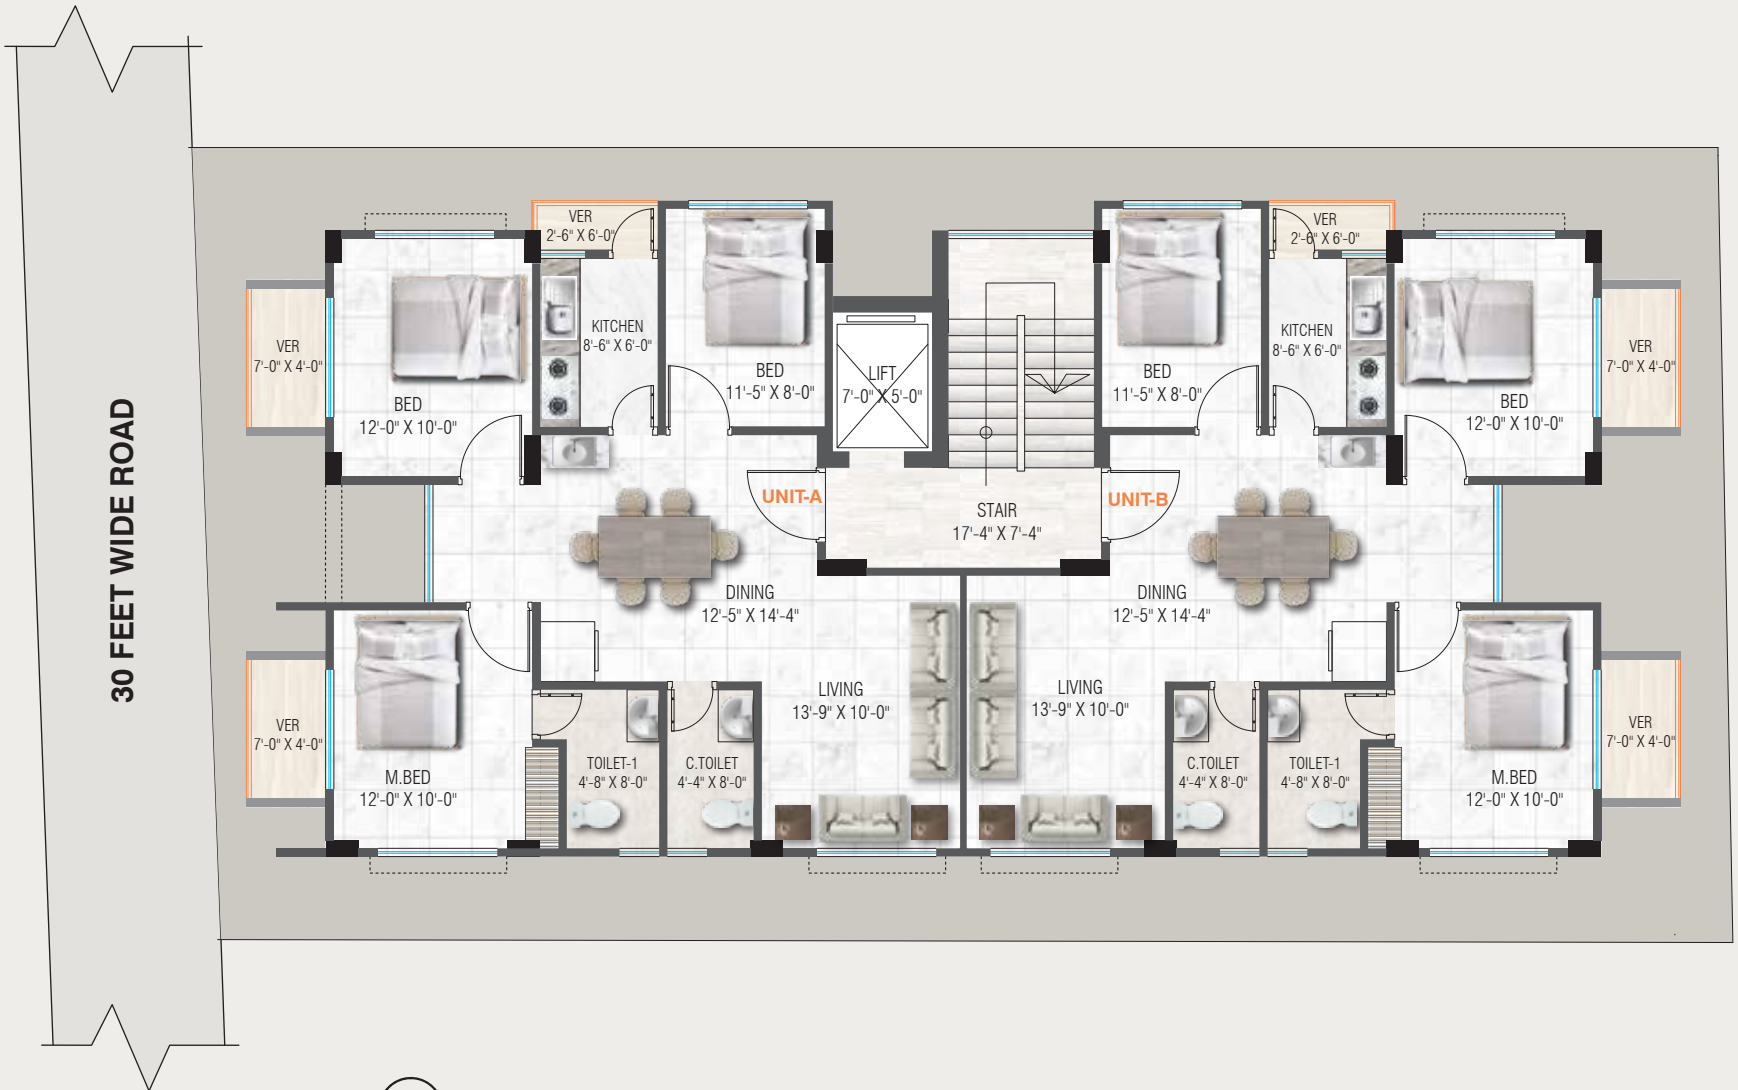 30 FEET WIDE ROAD
VER
2'-6" X 6'-0"
VER
2'-6" X 6'-0"
VER
7'-0" X 4'-0"
BED
12'-0" X 10'-0"
KITCHEN
8'-6" X 6'-0"
BED
11'-5" X 8'-0"
LIFT
7'-0" X 5'-0"
BED
11'-5" X 8'-0"
KITCHEN
8'-6" X 6'-0"
BED
12'-0" X 10'-0"
VER
7'-0" X 4'-0"
UNIT-A
STAIR
17'-4" X 7'-4"
UNIT-B
DINING
12'-5" X 14'-4"
DINING
12'-5" X 14'-4"
VER
7'-0" X 4'-0"
M.BED
12'-0" X 10'-0"
TOILET-1
4'-8" X 8'-0"
C.TOILET
4'-4" X 8'-0"
LIVING
13'-9" X 10'-0"
LIVING
13'-9" X 10'-0"
C.TOILET
4'-4" X 8'-0"
TOILET-1
4'-8" X 8'-0"
M.BED
12'-0" X 10'-0"
VER
7'-0" X 4'-0"